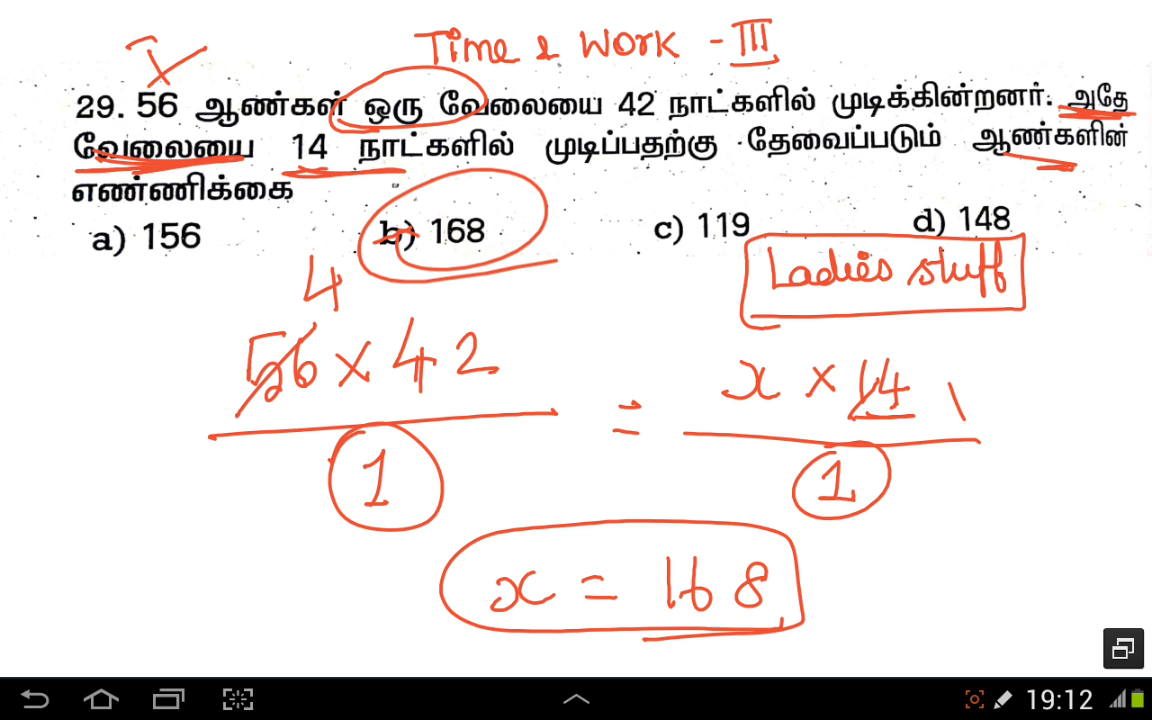 Time & Work - III
I
29. 56 ஆண்கள் ஒரு வேலையை 42 நாட்களில் முடிக்கின்றனர். அதே
வேலையை 14 நாட்களில் முடிப்பதற்கு தேவைப்படும் ஆண்களின்
எண்ணிக்கை
a) 156 b) 168 c) 119 d) 148
Ladies stuff
4
56 x 42 = x x 14 1
1 1
x = 168
19:12